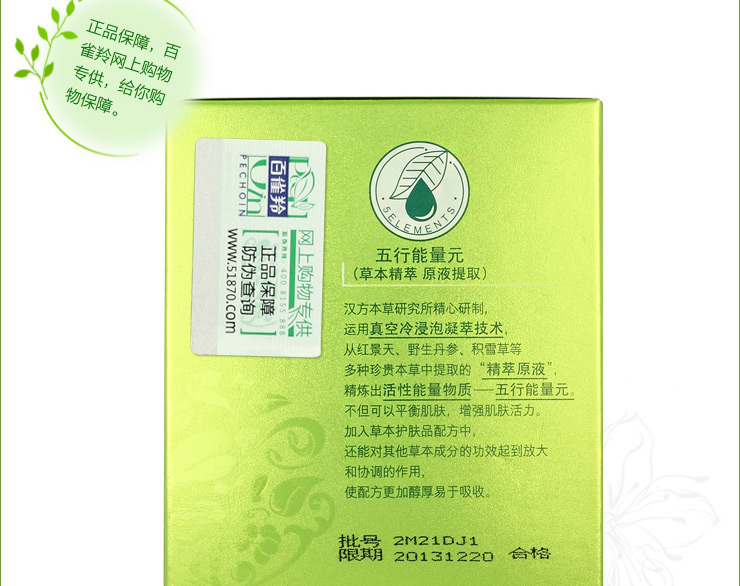 正品保障，百
雀羚网上购物
专供，给你购
物保障。
百雀羚
PECHOIN
网上购物专供
防伪热线：400 8155 888
正品保障
防伪查询
www.51870.com
5ELEMENTS
五行能量元
（草本精萃 原液提取）
汉方本草研究所精心研制，
运用真空冷浸泡凝萃技术，
从红景天、野生丹参、积雪草等
多种珍贵本草中提取的“精萃原液”，
精炼出活性能量物质——五行能量元。
不但可以平衡肌肤，增强肌肤活力。
加入草本护肤品配方中，
还能对其他草本成分的功效起到放大
和协调的作用，
使配方更加醇厚易于吸收。
批号 2M21DJ1
限期 20131220 合格